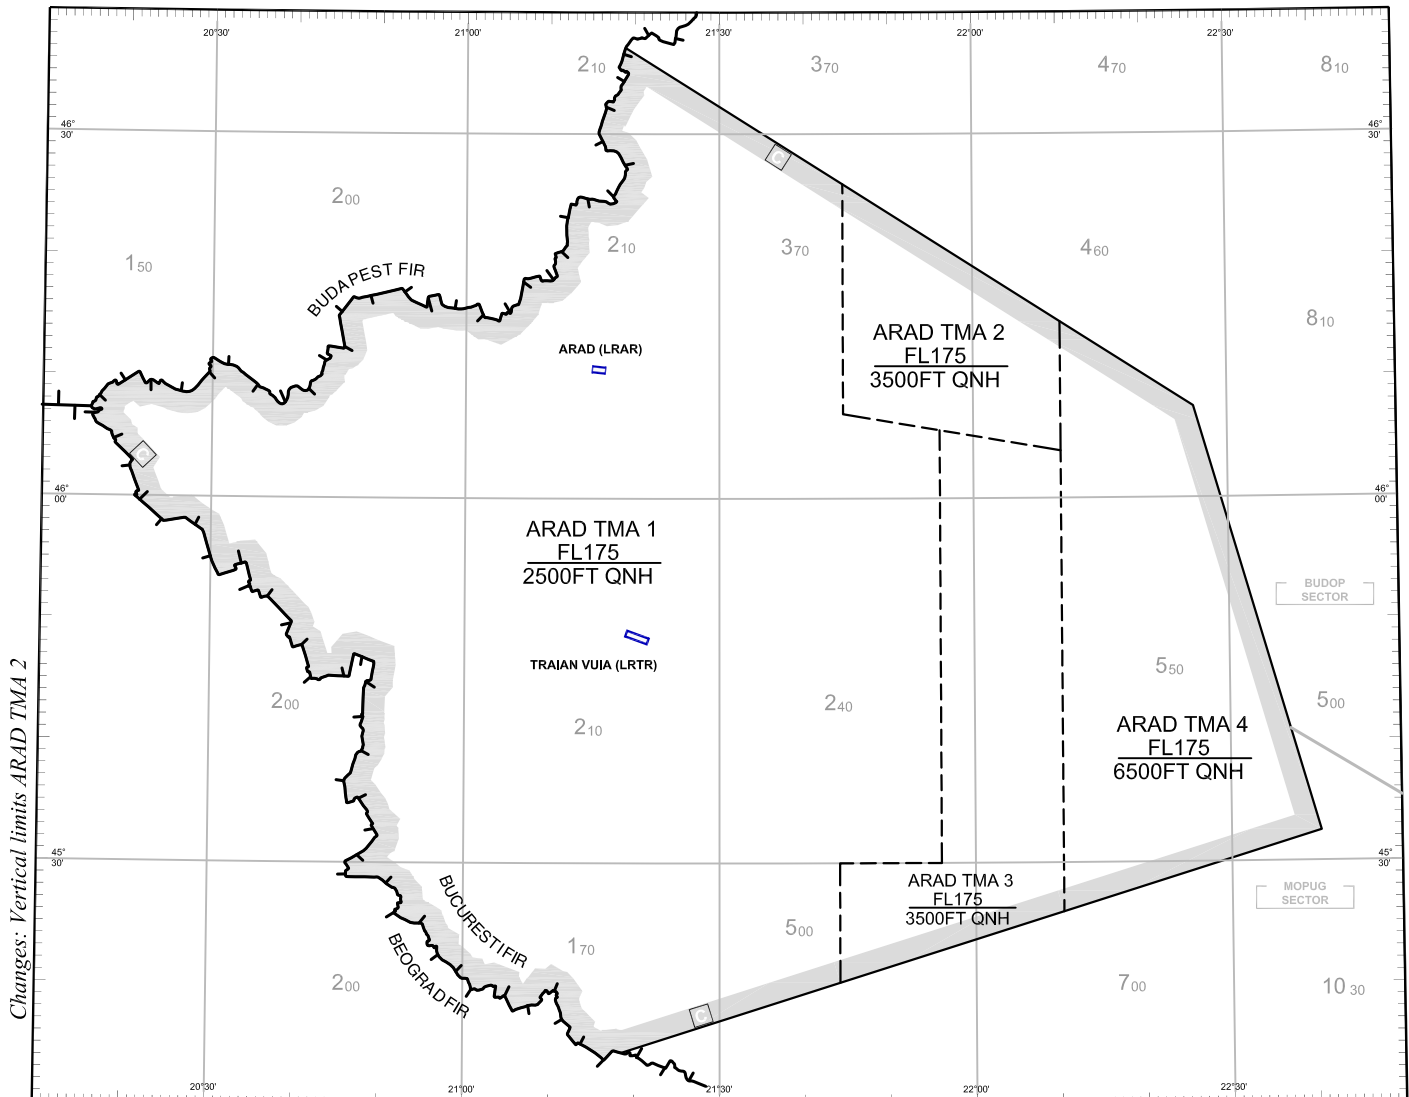 20°30'
21°00'
21°30'
22°00'
22°30'
2 10
3 70
4 70
8 10
46°
30'
46°
30'
C
2 00
2 10
3 70
4 60
1 50
BUDAPEST FIR
8 10
ARAD TMA 2
FL175
3500FT QNH
ARAD (LRAR)
C
46°
00'
46°
00'
ARAD TMA 1
FL175
2500FT QNH
BUDOP
SECTOR
TRAIAN VUIA (LRTR)
5 50
2 00
2 40
5 00
2 10
ARAD TMA 4
FL175
6500FT QNH
Changes: Vertical limits ARAD TMA 2
45°
30'
45°
30'
ARAD TMA 3
FL175
3500FT QNH
MOPUG
SECTOR
BUCURESTI FIR
BEOGRAD FIR
5 00
1 70
2 00
7 00
10 30
C
20°30'
21°00'
21°30'
22°00'
22°30'